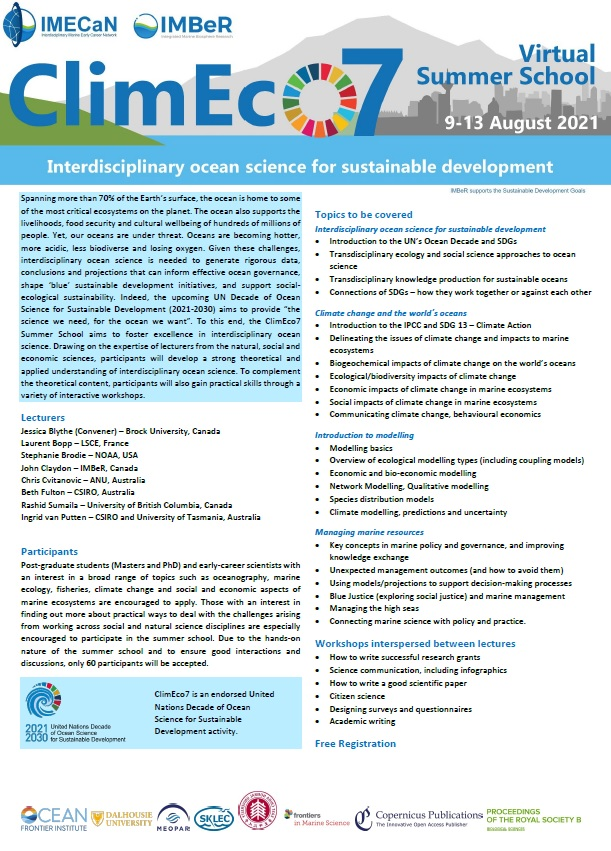 IMECaN
Interdisciplinary Marine Early Career Network
IMBeR
Integrated Marine Biosphere Research
ClimEco7
Virtual
Summer School
9-13 August 2021
Interdisciplinary ocean science for sustainable development
IMBeR supports the Sustainable Development Goals
Spanning more than 70% of the Earth's surface, the ocean is home to some
of the most critical ecosystems on the planet. The ocean also supports the
livelihoods, food security and cultural wellbeing of hundreds of millions of
people. Yet, our oceans are under threat. Oceans are becoming hotter,
more acidic, less biodiverse and losing oxygen. Given these challenges,
interdisciplinary ocean science is needed to generate rigorous data,
conclusions and projections that can inform effective ocean governance,
shape 'blue' sustainable development initiatives, and support social-
ecological sustainability. Indeed, the upcoming UN Decade of Ocean
Science for Sustainable Development (2021-2030) aims to provide "the
science we need, for the ocean we want". To this end, the ClimEco7
Summer School aims to foster excellence in interdisciplinary ocean
science. Drawing on the expertise of lecturers from the natural, social and
economic sciences, participants will develop a strong theoretical and
applied understanding of interdisciplinary ocean science. To complement
the theoretical content, participants will also gain practical skills through a
variety of interactive workshops.
Lecturers
Jessica Blythe (Convener) – Brock University, Canada
Laurent Bopp – LSCE, France
Stephanie Brodie – NOAA, USA
John Claydon – IMBeR, Canada
Chris Cvitanovic – ANU, Australia
Beth Fulton – CSIRO, Australia
Rashid Sumaila – University of British Columbia, Canada
Ingrid van Putten – CSIRO and University of Tasmania, Australia
Participants
Post-graduate students (Masters and PhD) and early-career scientists with
an interest in a broad range of topics such as oceanography, marine
ecology, fisheries, climate change and social and economic aspects of
marine ecosystems are encouraged to apply. Those with an interest in
finding out more about practical ways to deal with the challenges arising
from working across social and natural science disciplines are especially
encouraged to participate in the summer school. Due to the hands-on
nature of the summer school and to ensure good interactions and
discussions, only 60 participants will be accepted.
2021
2030
United Nations Decade
of Ocean Science
for Sustainable Development
ClimEco7 is an endorsed United
Nations Decade of Ocean
Science for Sustainable
Development activity.
Topics to be covered
Interdisciplinary ocean science for sustainable development
• Introduction to the UN's Ocean Decade and SDGs
• Transdisciplinary ecology and social science approaches to ocean
science
• Transdisciplinary knowledge production for sustainable oceans
• Connections of SDGs – how they work together or against each other
Climate change and the world´s oceans
• Introduction to the IPCC and SDG 13 – Climate Action
• Delineating the issues of climate change and impacts to marine
ecosystems
• Biogeochemical impacts of climate change on the world's oceans
• Ecological/biodiversity impacts of climate change
• Economic impacts of climate change in marine ecosystems
• Social impacts of climate change in marine ecosystems
• Communicating climate change, behavioural economics
Introduction to modelling
• Modelling basics
• Overview of ecological modelling types (including coupling models)
• Economic and bio-economic modelling
• Network Modelling, Qualitative modelling
• Species distribution models
• Climate modelling, predictions and uncertainty
Managing marine resources
• Key concepts in marine policy and governance, and improving
knowledge exchange
• Unexpected management outcomes (and how to avoid them)
• Using models/projections to support decision-making processes
• Blue Justice (exploring social justice) and marine management
• Managing the high seas
• Connecting marine science with policy and practice.
Workshops interspersed between lectures
• How to write successful research grants
• Science communication, including infographics
• How to write a good scientific paper
• Citizen science
• Designing surveys and questionnaires
• Academic writing
Free Registration
OCEAN
FRONTIER INSTITUTE
DALHOUSIE
UNIVERSITY
MEOPAR
SKLEC
frontiers
in Marine Science
Copernicus Publications
The Innovative Open Access Publisher
PROCEEDINGS
OF THE ROYAL SOCIETY B
BIOLOGICAL SCIENCES